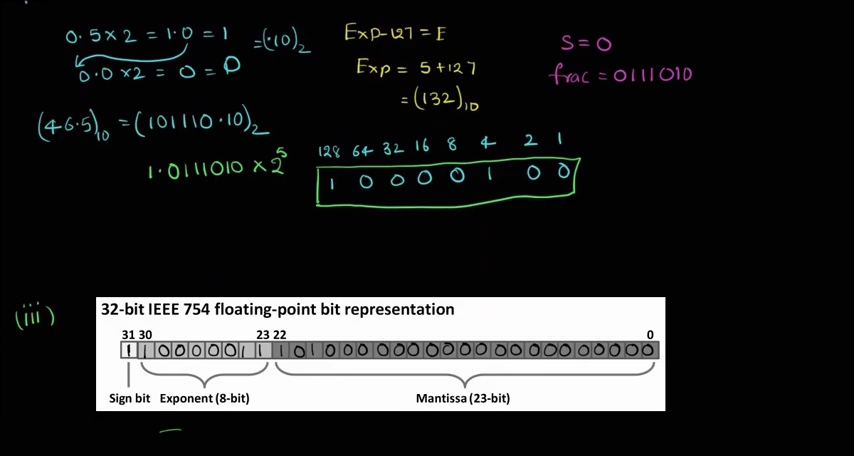 0.5×2 = 1.0 = 1
0.0×2 = 0 = 0
=(.10)₂
(46.5)₁₀ = (101110.10)₂
1.0111010 × 2⁵
Exp-127 = E
Exp = 5+127
= (132)₁₀
S = 0
frac = 0111010
128 64 32 16 8 4 2 1
1 0 0 0 0 1 0 0
(iii)
32-bit IEEE 754 floating-point bit representation
31 30 23 22 0
1 1 0 0 0 0 0 1 1 1 0 1 0 0 0 0 0 0 0 0 0 0 0 0 0 0 0 0 0 0 0 0
Sign bit Exponent (8-bit) Mantissa (23-bit)